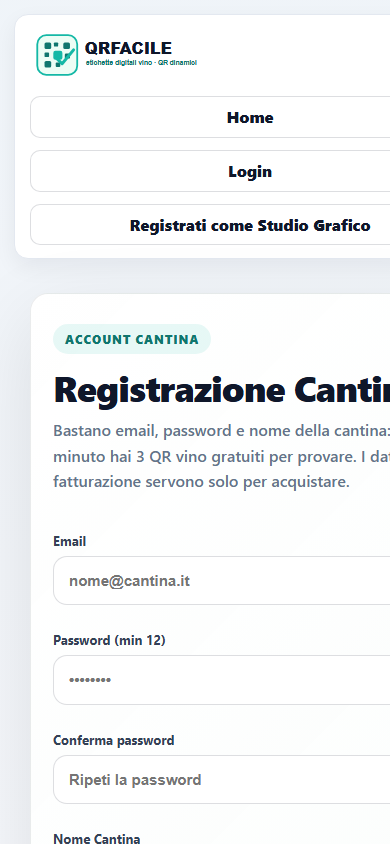 QRFACILE
etichette digitali vino · QR dinamici
Home
Login
Registrati come Studio Grafico
ACCOUNT CANTINA
Registrazione Cantin
Bastano email, password e nome della cantina:
minuto hai 3 QR vino gratuiti per provare. I dat
fatturazione servono solo per acquistare.
Email
nome@cantina.it
Password (min 12)
••••••••
Conferma password
Ripeti la password
Nome Cantina